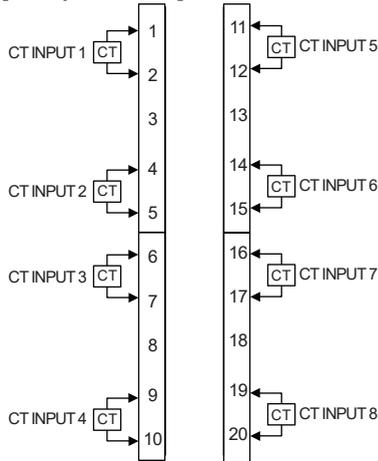 1
CT INPUT 1 CT
2
3
4
CT INPUT 2 CT
5
6
CT INPUT 3 CT
7
8
9
CT INPUT 4 CT
10
11
CT CT INPUT 5
12
13
14
CT CT INPUT 6
15
16
CT CT INPUT 7
17
18
19
CT CT INPUT 8
20